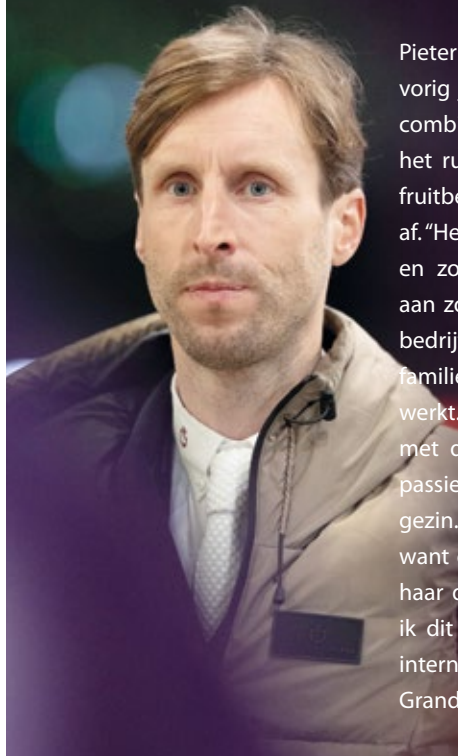 Pieter
vorig
comb
het ru
fruitbe
af. “He
en zo
aan zo
bedrij
familie
werkt.
met d
passie
gezin.
want
haar
ik dit
intern
Grand